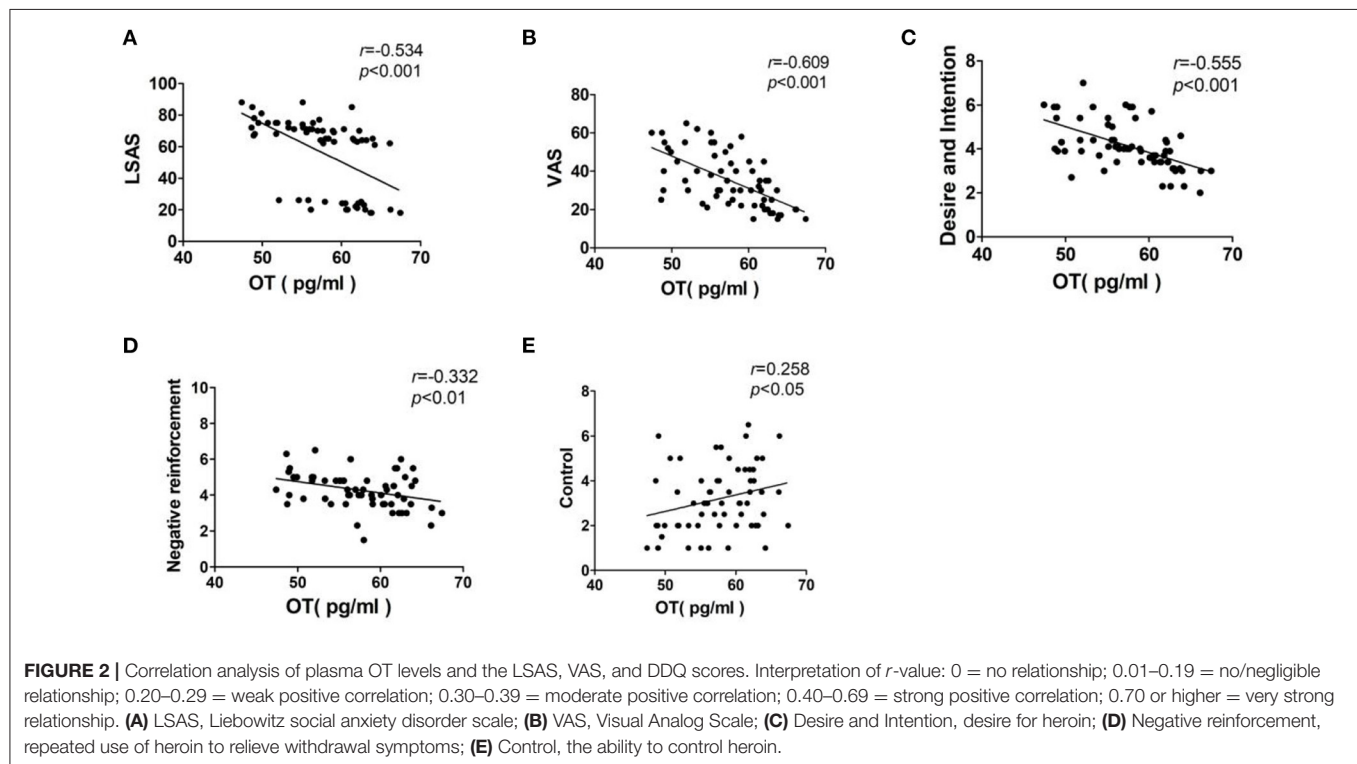 A
r=-0.534
p<0.001
100
80
60
40
20
0
LSAS
40 50 60 70
OT ( pg/ml )
B
r=-0.609
p<0.001
80
60
40
20
0
VAS
40 50 60 70
OT( pg/ml )
C
r=-0.555
p<0.001
8
6
4
2
0
Desire and Intention
40 50 60 70
OT( pg/ml )
D
r=-0.332
p<0.01
10
8
6
4
2
0
Negative reinforcement
40 50 60 70
OT( pg/ml )
E
r=0.258
p<0.05
8
6
4
2
0
Control
40 50 60 70
OT( pg/ml )
FIGURE 2 | Correlation analysis of plasma OT levels and the LSAS, VAS, and DDQ scores. Interpretation of r-value: 0 = no relationship; 0.01–0.19 = no/negligible
relationship; 0.20–0.29 = weak positive correlation; 0.30–0.39 = moderate positive correlation; 0.40–0.69 = strong positive correlation; 0.70 or higher = very strong
relationship. (A) LSAS, Liebowitz social anxiety disorder scale; (B) VAS, Visual Analog Scale; (C) Desire and Intention, desire for heroin; (D) Negative reinforcement,
repeated use of heroin to relieve withdrawal symptoms; (E) Control, the ability to control heroin.